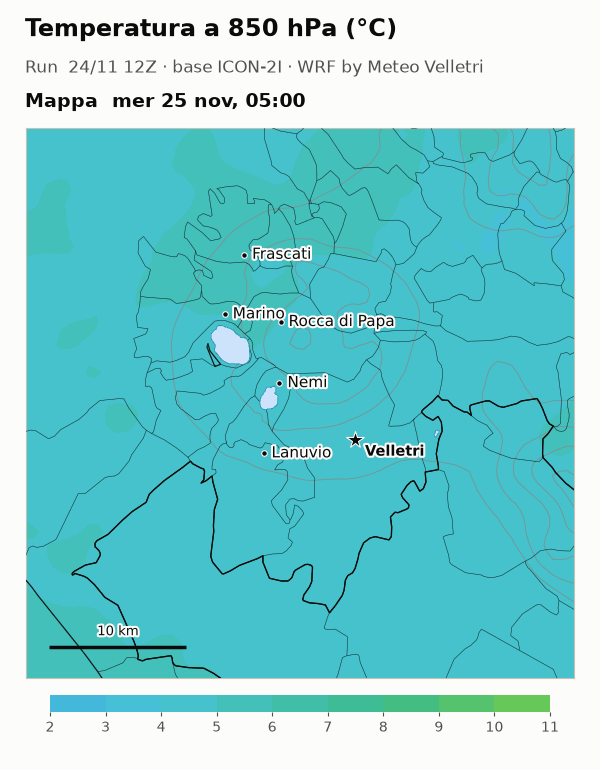 Temperatura a 850 hPa (°C)
Run  24/11 12Z · base ICON-2I · WRF by Meteo Velletri
Mappa  mer 25 nov, 05:00
Frascati
Marino
Rocca di Papa
Nemi
Velletri
Lanuvio
10 km
2 3 4 5 6 7 8 9 10 11